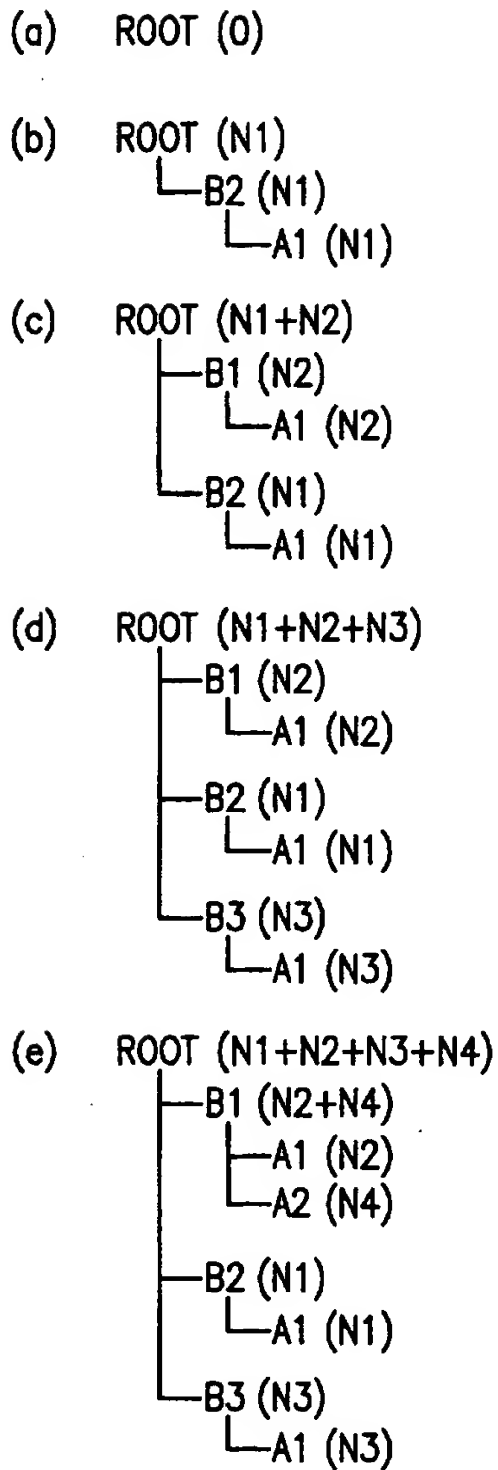 (a) ROOT (0)
(b) ROOT (N1)
B2 (N1)
A1 (N1)
(c) ROOT (N1+N2)
B1 (N2)
A1 (N2)
B2 (N1)
A1 (N1)
(d) ROOT (N1+N2+N3)
B1 (N2)
A1 (N2)
B2 (N1)
A1 (N1)
B3 (N3)
A1 (N3)
(e) ROOT (N1+N2+N3+N4)
B1 (N2+N4)
A1 (N2)
A2 (N4)
B2 (N1)
A1 (N1)
B3 (N3)
A1 (N3)